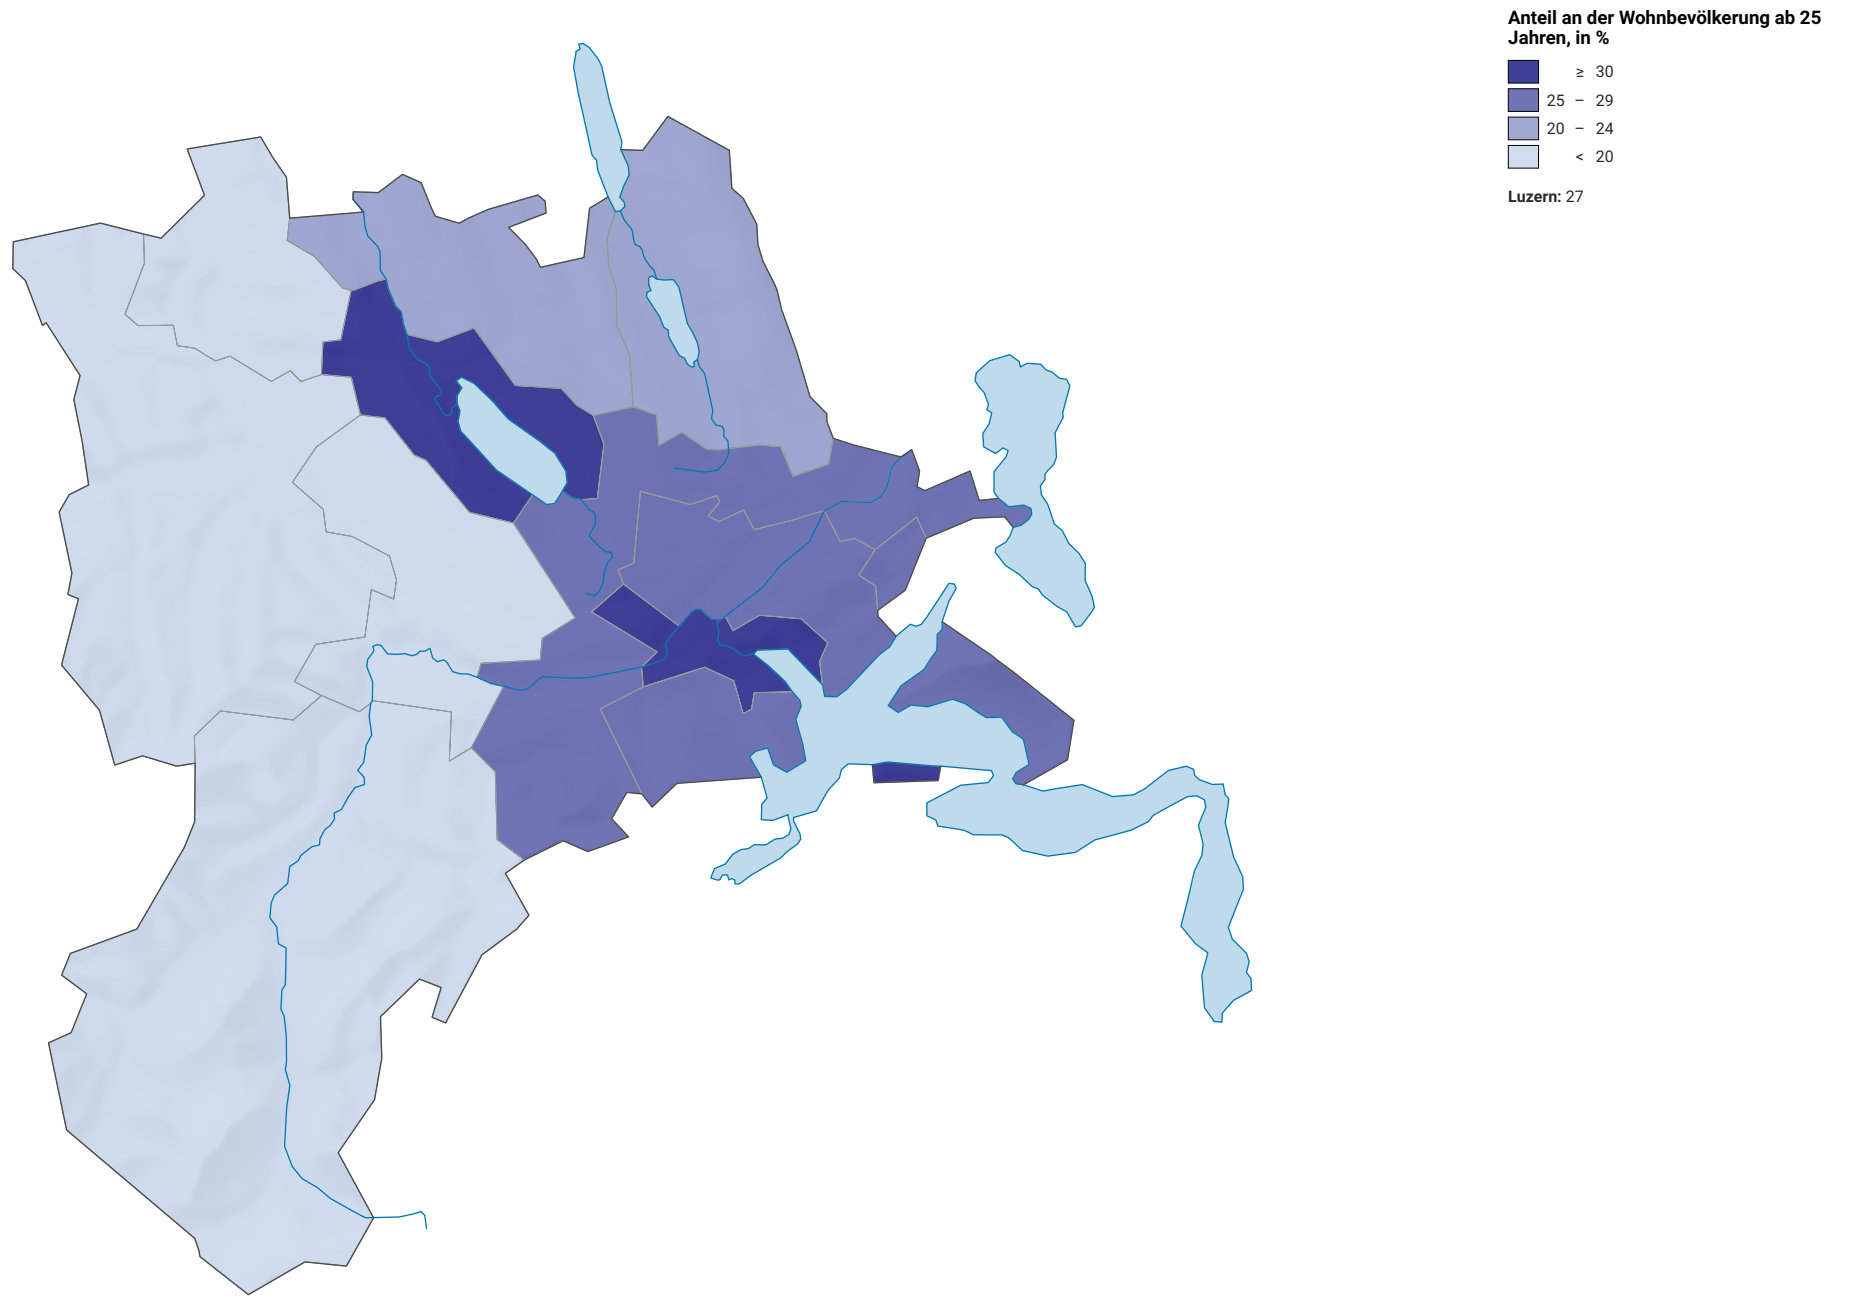 Anteil an der Wohnbevölkerung ab 25
Jahren, in %
≥ 30
25 – 29
20 – 24
< 20
Luzern: 27